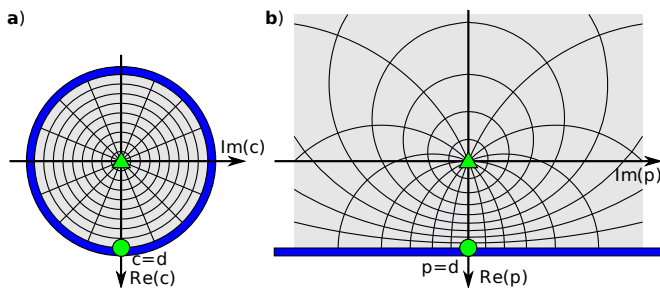 a)
Im(c)
c=d
Re(c)
b)
Im(p)
p=d
Re(p)